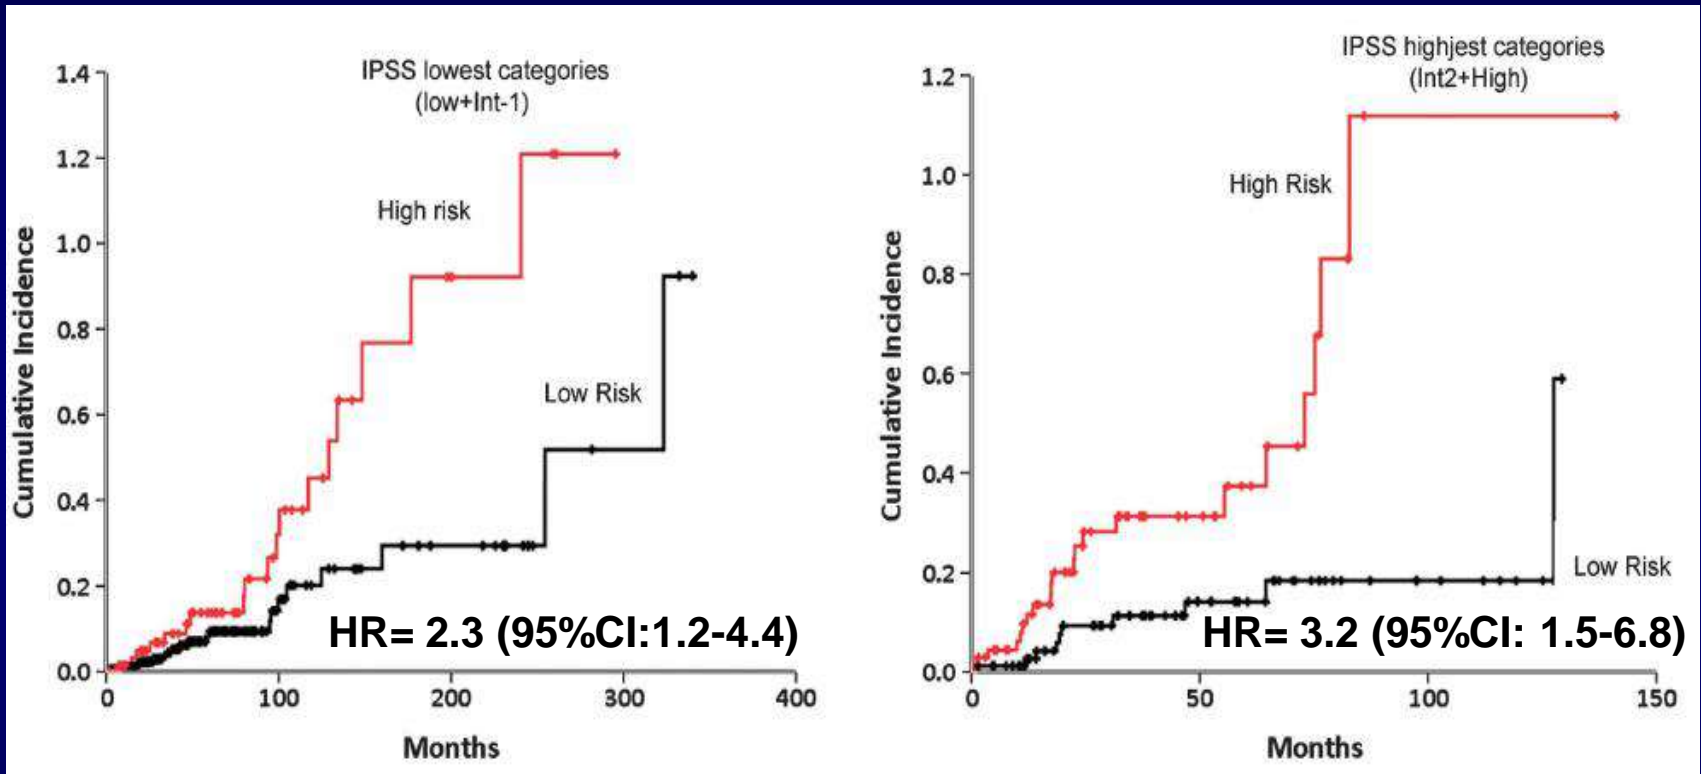 IPSS lowest categories
(low+Int-1)
Cumulative Incidence
1.4
1.2
1.0
0.8
0.6
0.4
0.2
0.0
High risk
Low Risk
HR= 2.3 (95%CI:1.2-4.4)
0 100 200 300 400
Months
IPSS highjest categories
(Int2+High)
Cumulative Incidence
1.2
1.0
0.8
0.6
0.4
0.2
0.0
High Risk
Low Risk
HR= 3.2 (95%CI: 1.5-6.8)
0 50 100 150
Months